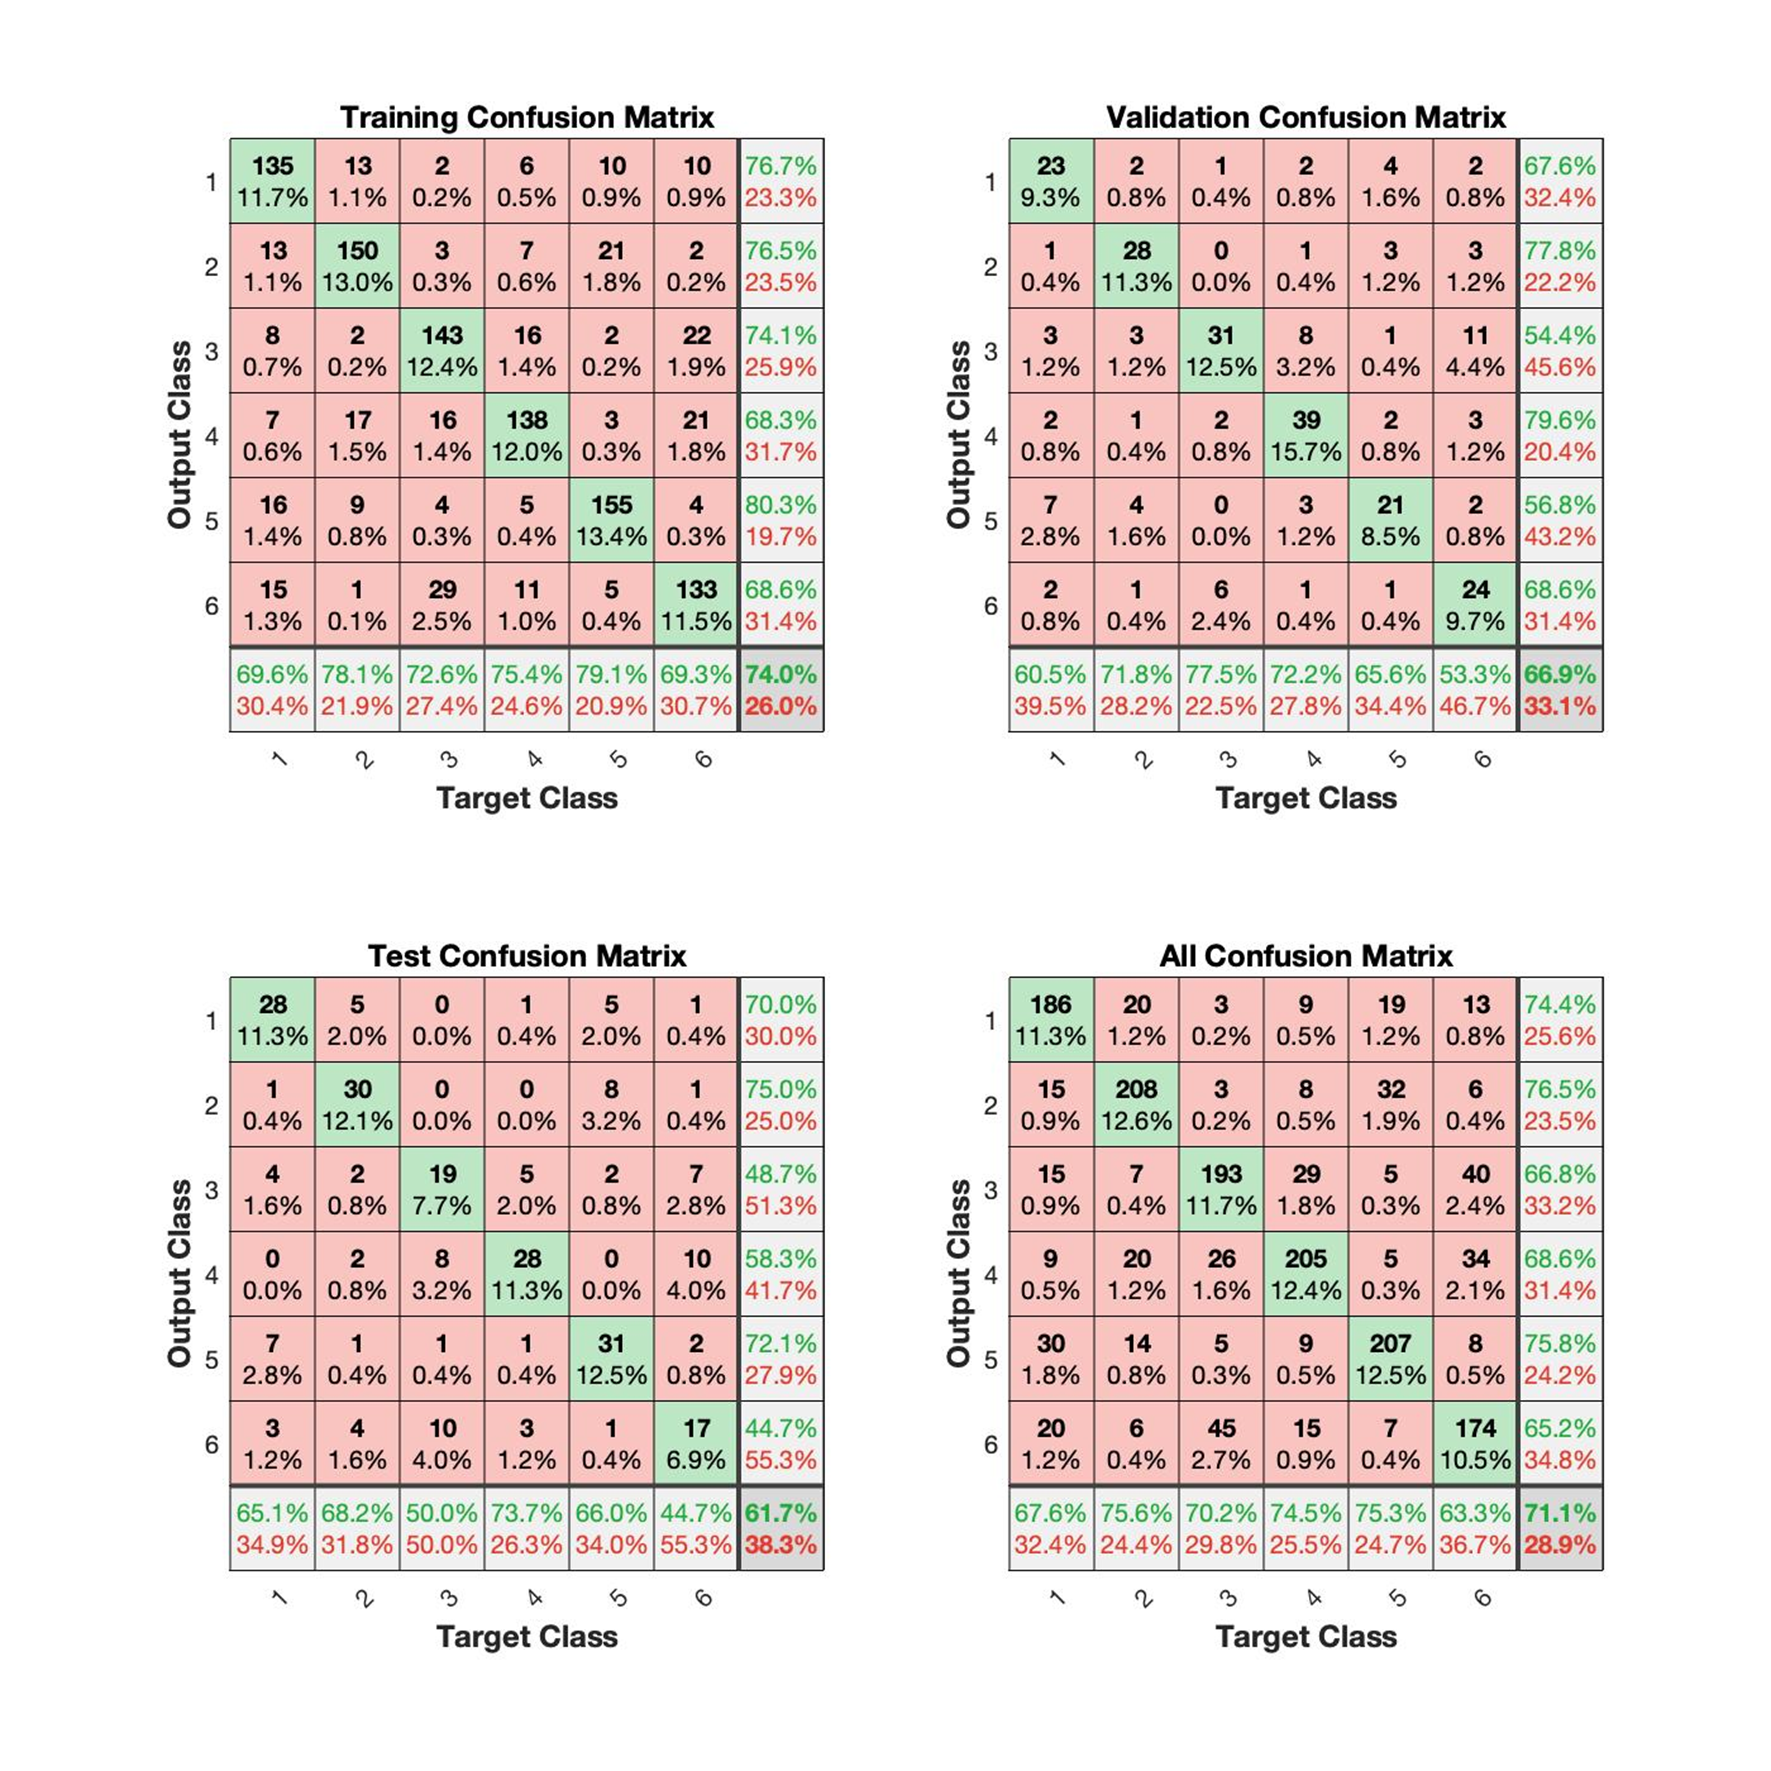 Training Confusion Matrix
Output Class
1 135 13 2 6 10 10 76.7%
11.7% 1.1% 0.2% 0.5% 0.9% 0.9% 23.3%
2 13 150 3 7 21 2 76.5%
1.1% 13.0% 0.3% 0.6% 1.8% 0.2% 23.5%
3 8 2 143 16 2 22 74.1%
0.7% 0.2% 12.4% 1.4% 0.2% 1.9% 25.9%
4 7 17 16 138 3 21 68.3%
0.6% 1.5% 1.4% 12.0% 0.3% 1.8% 31.7%
5 16 9 4 5 155 4 80.3%
1.4% 0.8% 0.3% 0.4% 13.4% 0.3% 19.7%
6 15 1 29 11 5 133 68.6%
1.3% 0.1% 2.5% 1.0% 0.4% 11.5% 31.4%
69.6% 78.1% 72.6% 75.4% 79.1% 69.3% 74.0%
30.4% 21.9% 27.4% 24.6% 20.9% 30.7% 26.0%
1 2 3 4 5 6
Target Class
Validation Confusion Matrix
Output Class
1 23 2 1 2 4 2 67.6%
9.3% 0.8% 0.4% 0.8% 1.6% 0.8% 32.4%
2 1 28 0 1 3 3 77.8%
0.4% 11.3% 0.0% 0.4% 1.2% 1.2% 22.2%
3 3 3 31 8 1 11 54.4%
1.2% 1.2% 12.5% 3.2% 0.4% 4.4% 45.6%
4 2 1 2 39 2 3 79.6%
0.8% 0.4% 0.8% 15.7% 0.8% 1.2% 20.4%
5 7 4 0 3 21 2 56.8%
2.8% 1.6% 0.0% 1.2% 8.5% 0.8% 43.2%
6 2 1 6 1 1 24 68.6%
0.8% 0.4% 2.4% 0.4% 0.4% 9.7% 31.4%
60.5% 71.8% 77.5% 72.2% 65.6% 53.3% 66.9%
39.5% 28.2% 22.5% 27.8% 34.4% 46.7% 33.1%
1 2 3 4 5 6
Target Class
Test Confusion Matrix
Output Class
1 28 5 0 1 5 1 70.0%
11.3% 2.0% 0.0% 0.4% 2.0% 0.4% 30.0%
2 1 30 0 0 8 1 75.0%
0.4% 12.1% 0.0% 0.0% 3.2% 0.4% 25.0%
3 4 2 19 5 2 7 48.7%
1.6% 0.8% 7.7% 2.0% 0.8% 2.8% 51.3%
4 0 2 8 28 0 10 58.3%
0.0% 0.8% 3.2% 11.3% 0.0% 4.0% 41.7%
5 7 1 1 1 31 2 72.1%
2.8% 0.4% 0.4% 0.4% 12.5% 0.8% 27.9%
6 3 4 10 3 1 17 44.7%
1.2% 1.6% 4.0% 1.2% 0.4% 6.9% 55.3%
65.1% 68.2% 50.0% 73.7% 66.0% 44.7% 61.7%
34.9% 31.8% 50.0% 26.3% 34.0% 55.3% 38.3%
1 2 3 4 5 6
Target Class
All Confusion Matrix
Output Class
1 186 20 3 9 19 13 74.4%
11.3% 1.2% 0.2% 0.5% 1.2% 0.8% 25.6%
2 15 208 3 8 32 6 76.5%
0.9% 12.6% 0.2% 0.5% 1.9% 0.4% 23.5%
3 15 7 193 29 5 40 66.8%
0.9% 0.4% 11.7% 1.8% 0.3% 2.4% 33.2%
4 9 20 26 205 5 34 68.6%
0.5% 1.2% 1.6% 12.4% 0.3% 2.1% 31.4%
5 30 14 5 9 207 8 75.8%
1.8% 0.8% 0.3% 0.5% 12.5% 0.5% 24.2%
6 20 6 45 15 7 174 65.2%
1.2% 0.4% 2.7% 0.9% 0.4% 10.5% 34.8%
67.6% 75.6% 70.2% 74.5% 75.3% 63.3% 71.1%
32.4% 24.4% 29.8% 25.5% 24.7% 36.7% 28.9%
1 2 3 4 5 6
Target Class